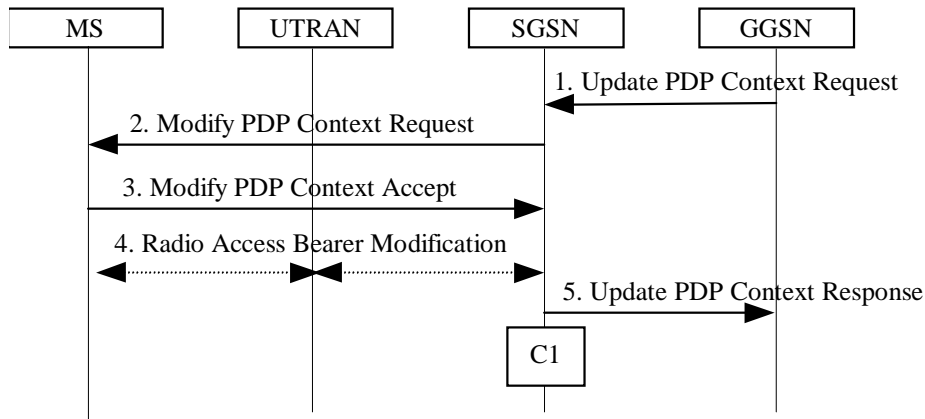 MS UTRAN SGSN GGSN
1. Update PDP Context Request
2. Modify PDP Context Request
3. Modify PDP Context Accept
4. Radio Access Bearer Modification
5. Update PDP Context Response
C1